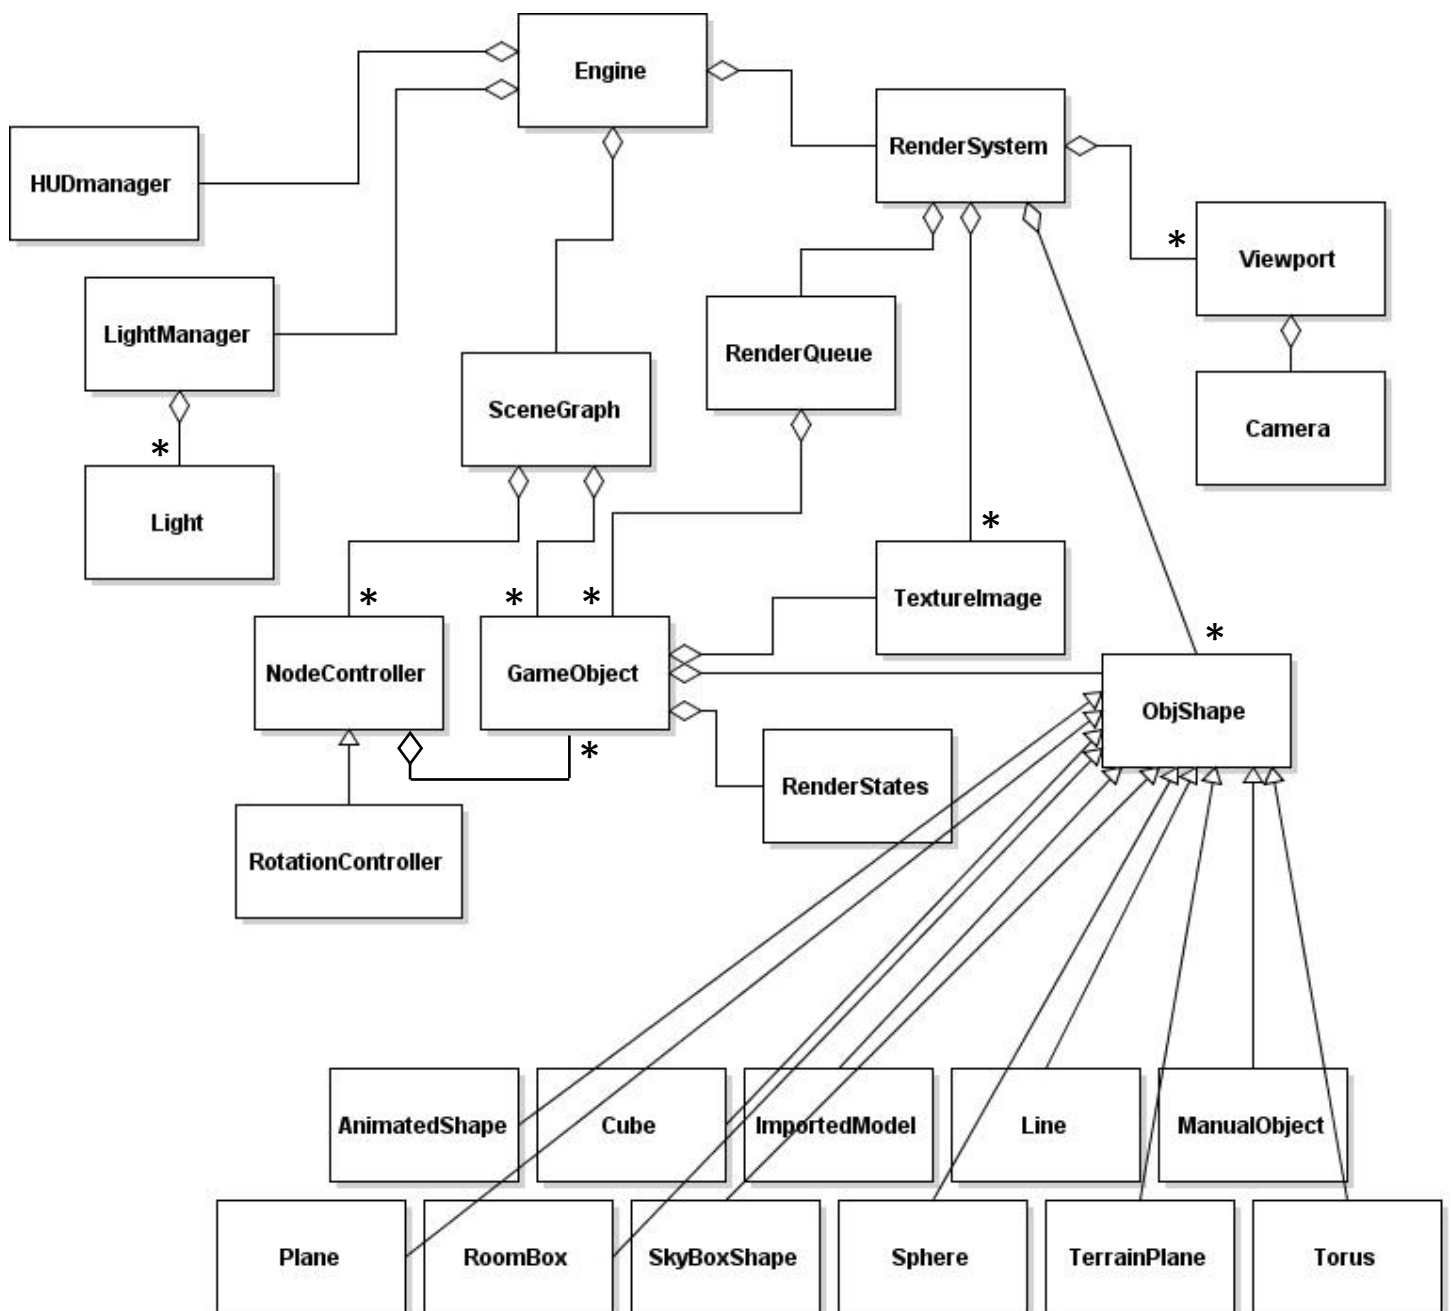 Engine
RenderSystem
HUDmanager
*
Viewport
LightManager
RenderQueue
SceneGraph
Camera
*
Light
*
*
*
*
TextureImage
*
NodeController
GameObject
ObjShape
*
RenderStates
RotationController
AnimatedShape
Cube
ImportedModel
Line
ManualObject
Plane
RoomBox
SkyBoxShape
Sphere
TerrainPlane
Torus